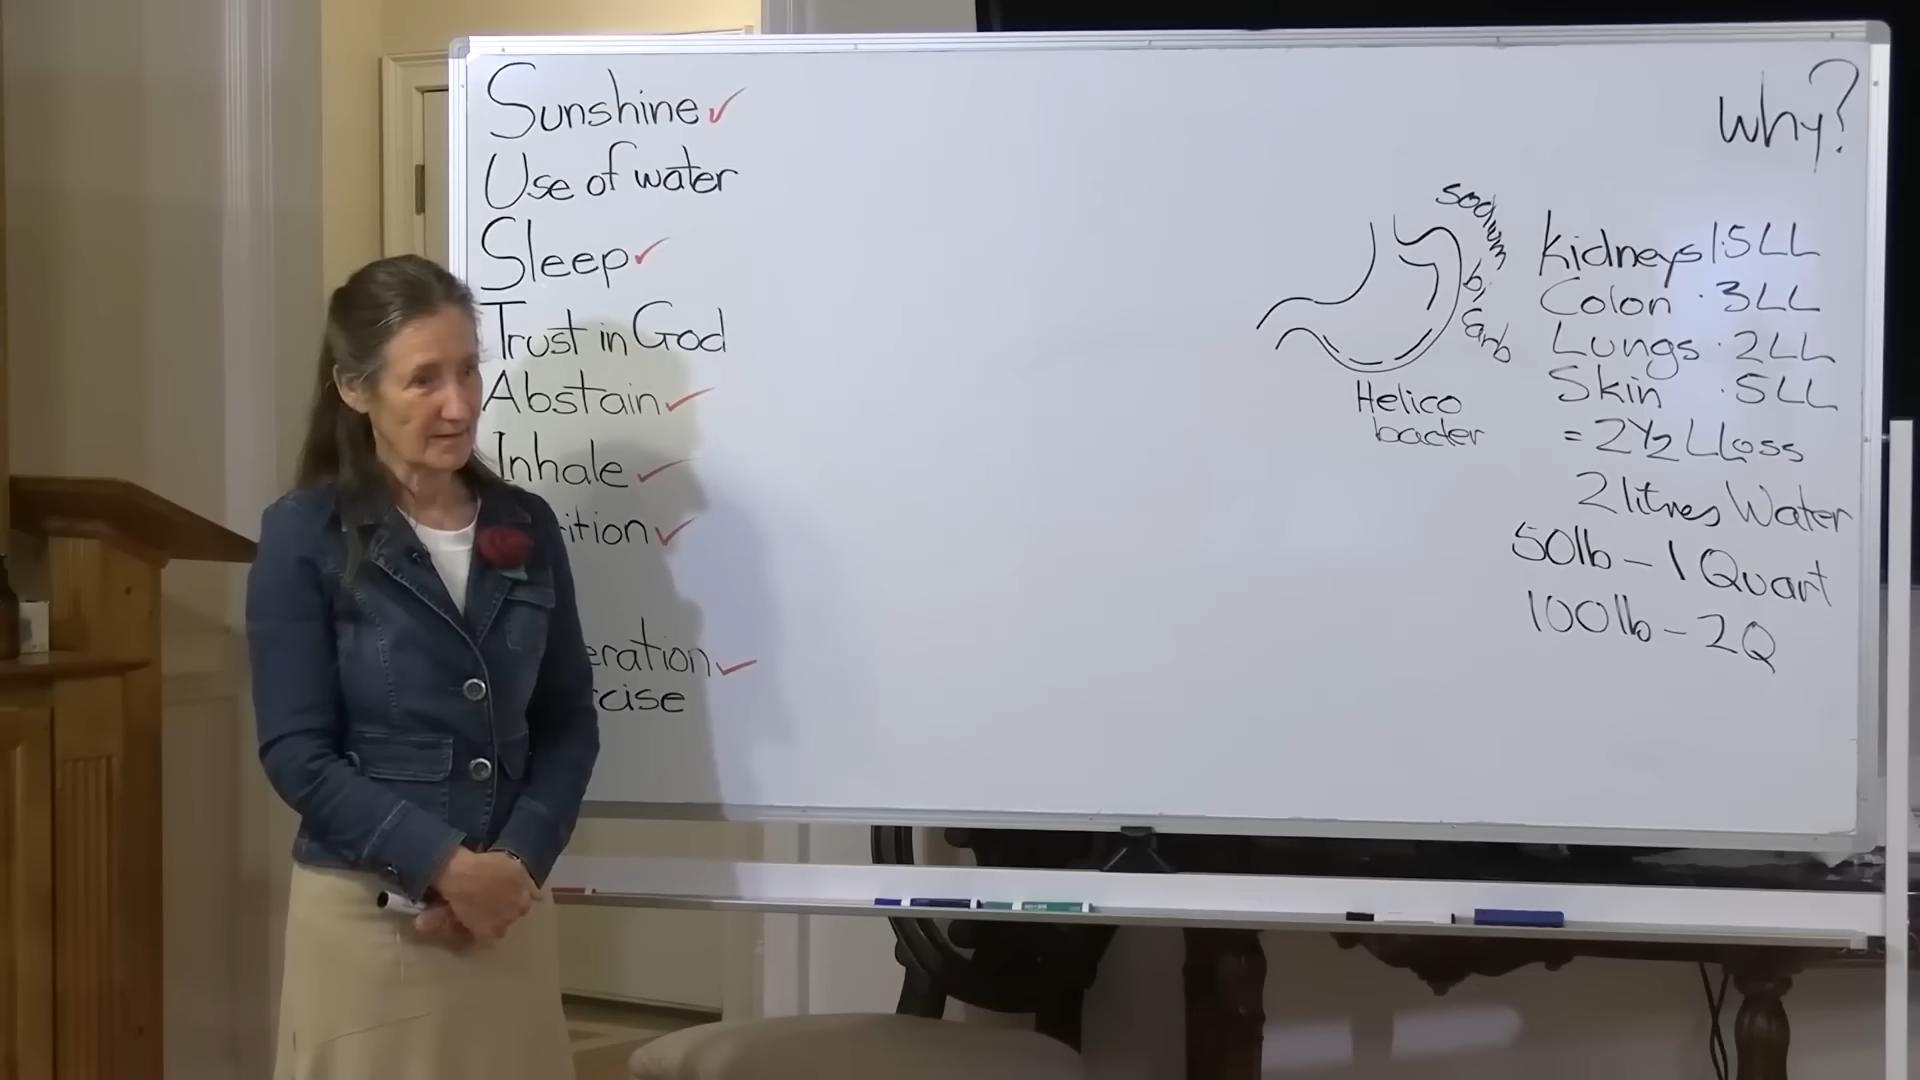 Sunshine ✓
Use of water
Sleep ✓
Trust in God
Abstain ✓
Inhale ✓
ition ✓
eration ✓
cise
Why?
Sodium
bi
Carb
Helico
bacter
Kidneys 1.5LL
Colon .3LL
Lungs .2LL
Skin .5LL
= 2½ L Loss
2 litres Water
50lb – 1 Quart
100lb – 2Q